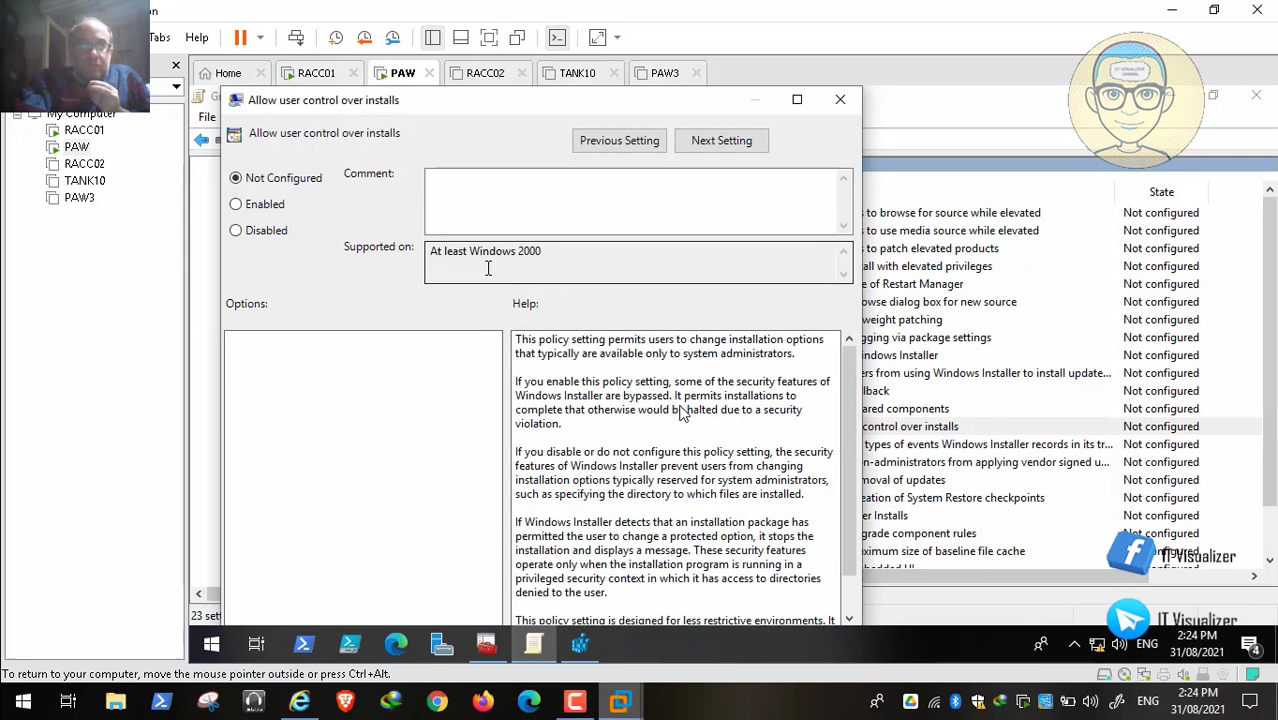 on
Tabs Help
Home RACC01 PAW RACC02 TANK10 PAW3
IT VISUALIZER
CHANNEL
My Computer
RACC01
PAW
RACC02
TANK10
PAW3
File
Allow user control over installs
Allow user control over installs
Previous Setting Next Setting
Not Configured
Enabled
Disabled
Comment:
Supported on:
At least Windows 2000
Options:
Help:
This policy setting permits users to change installation options
that typically are available only to system administrators.
If you enable this policy setting, some of the security features of
Windows Installer are bypassed. It permits installations to
complete that otherwise would be halted due to a security
violation.
If you disable or do not configure this policy setting, the security
features of Windows Installer prevent users from changing
installation options typically reserved for system administrators,
such as specifying the directory to which files are installed.
If Windows Installer detects that an installation package has
permitted the user to change a protected option, it stops the
installation and displays a message. These security features
operate only when the installation program is running in a
privileged security context in which it has access to directories
denied to the user.
This policy setting is designed for less restrictive environments. It
State
s to browse for source while elevated Not configured
s to use media source while elevated Not configured
s to patch elevated products Not configured
all with elevated privileges Not configured
e of Restart Manager Not configured
owse dialog box for new source Not configured
weight patching Not configured
gging via package settings Not configured
indows Installer Not configured
ers from using Windows Installer to install update... Not configured
back Not configured
ared components Not configured
control over installs Not configured
types of events Windows Installer records in its tr... Not configured
-administrators from applying vendor signed u... Not configured
moval of updates Not configured
eation of System Restore checkpoints Not configured
er Installs Not configured
grade component rules Not configured
ximum size of baseline file cache Not configured
23 set
IT-Visualizer
IT Visualizer
ENG
2:24 PM
31/08/2021
4
To return to your computer, move the mouse pointer outside or press Ctrl+Alt.
ENG
2:24 PM
31/08/2021